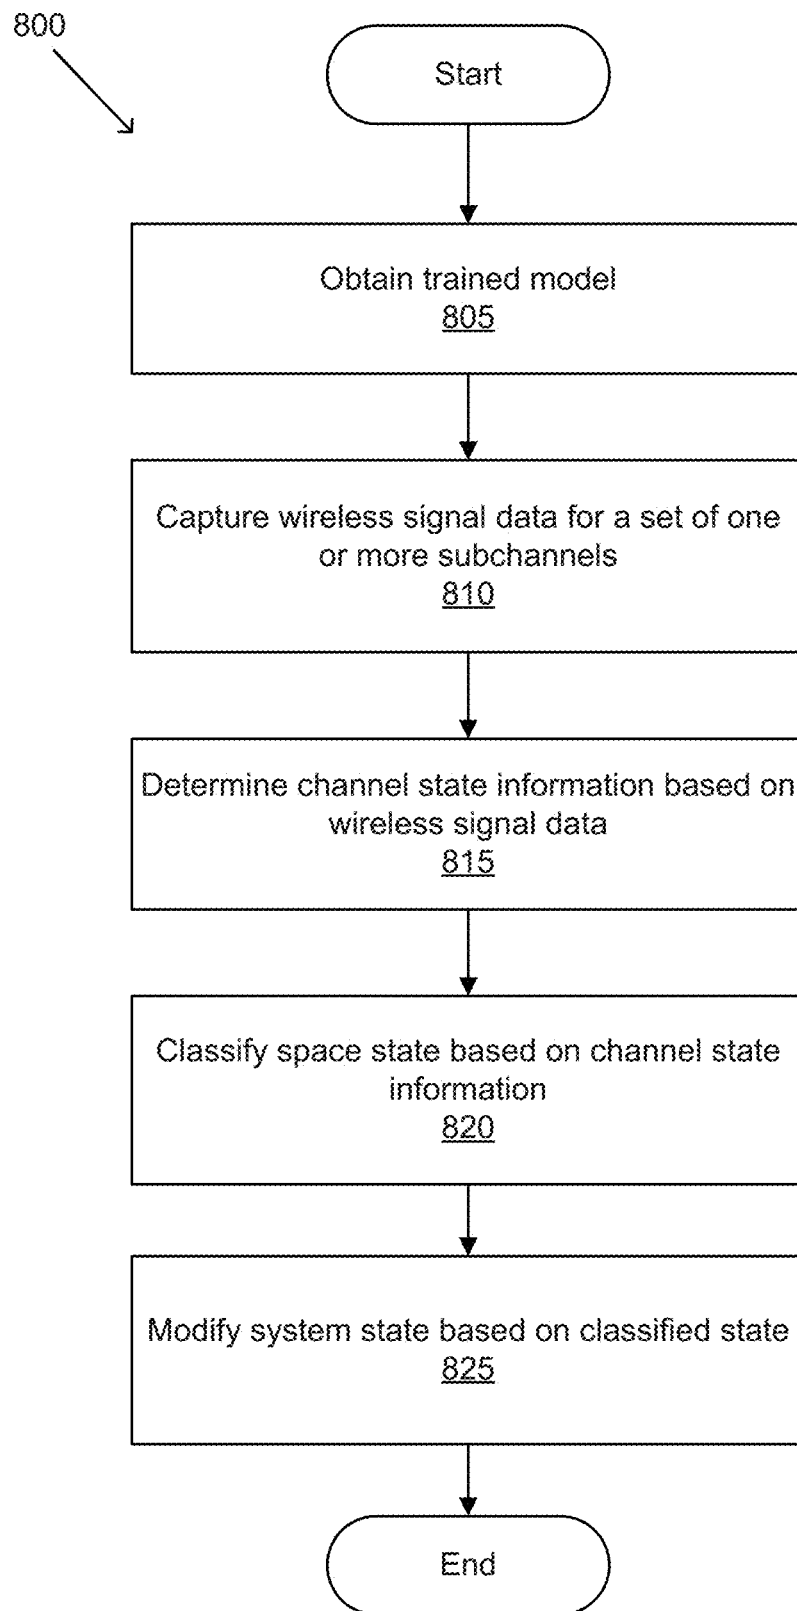 800
Start
Obtain trained model
805
Capture wireless signal data for a set of one
or more subchannels
810
Determine channel state information based on
wireless signal data
815
Classify space state based on channel state
information
820
Modify system state based on classified state
825
End